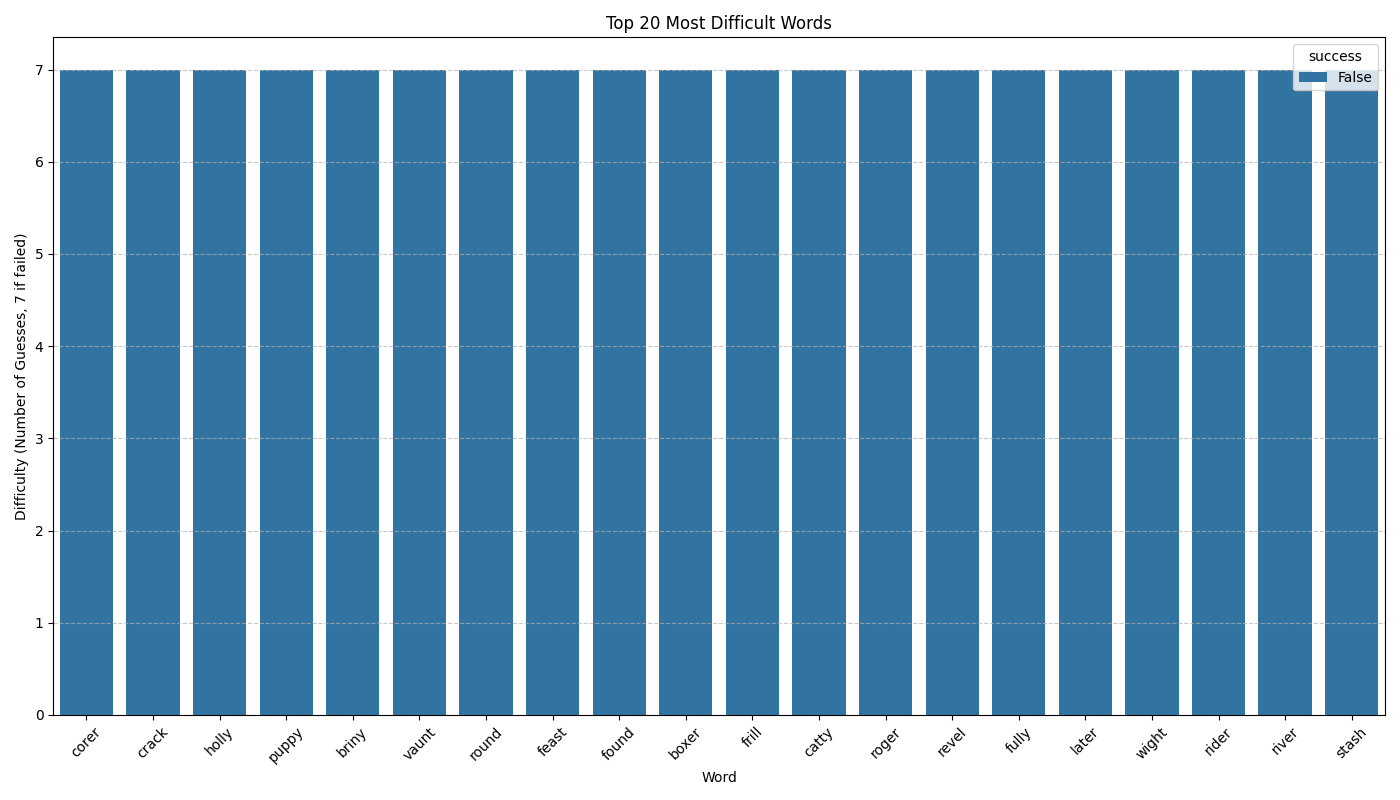 Top 20 Most Difficult Words
success
False
Difficulty (Number of Guesses, 7 if failed)
7
6
5
4
3
2
1
0
corer
crack
holly
puppy
briny
vaunt
round
feast
found
boxer
frill
catty
roger
revel
fully
later
wight
rider
river
stash
Word